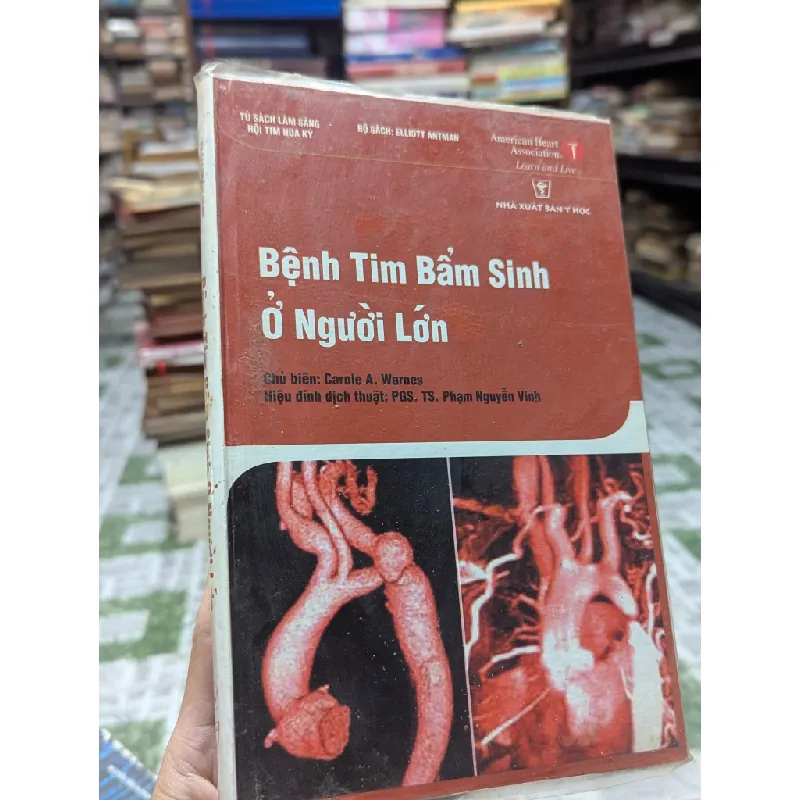 TỦ SÁCH LÂM SÀNG
HỘI TIM HOA KỲ
BỘ SÁCH: ELLIOTT ANTMAN
American Heart
Association
Learn and Live
NHÀ XUẤT BẢN Y HỌC
Bệnh Tim Bẩm Sinh
Ở Người Lớn
Chủ biên: Carole A. Warnes
Hiệu đính dịch thuật: PGS. TS. Phạm Nguyễn Vinh